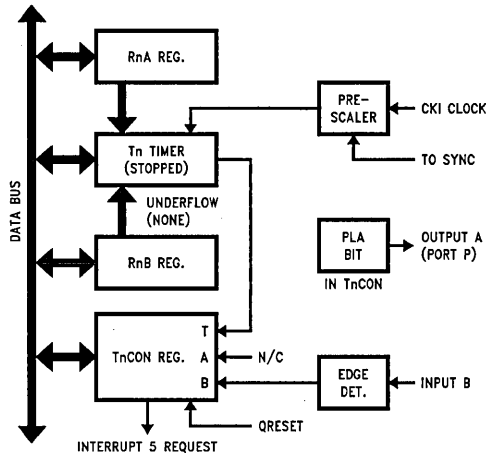 DATA BUS
RnA REG.
PRE-
SCALER
CKI CLOCK
Tn TIMER
(STOPPED)
TO SYNC
UNDERFLOW
(NONE)
RnB REG.
PLA
BIT
OUTPUT A
(PORT P)
IN TnCON
TnCON REG.
T
A
B
N/C
EDGE
DET.
INPUT B
QRESET
INTERRUPT 5 REQUEST